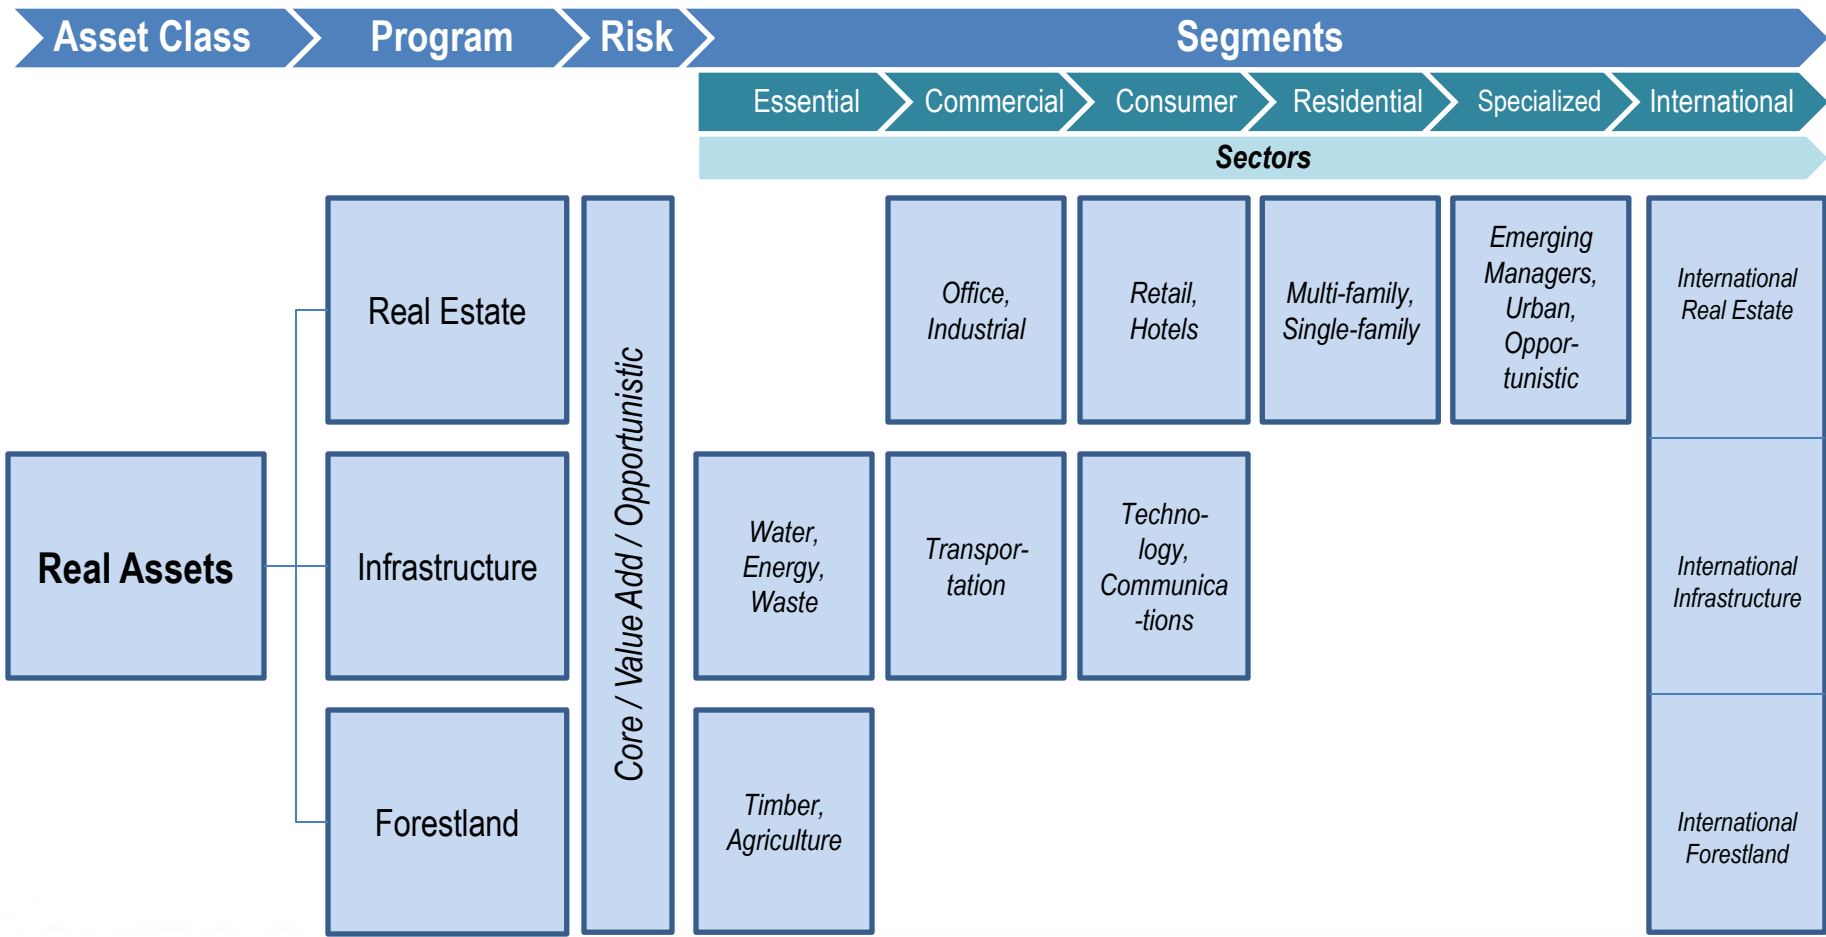 Asset Class
Program
Risk
Segments
Essential
Commercial
Consumer
Residential
Specialized
International
Sectors
Real Assets
Real Estate
Infrastructure
Forestland
Core / Value Add / Opportunistic
Office,
Industrial
Retail,
Hotels
Multi-family,
Single-family
Emerging
Managers,
Urban,
Oppor-
tunistic
International
Real Estate
Water,
Energy,
Waste
Transpor-
tation
Techno-
logy,
Communica
-tions
International
Infrastructure
Timber,
Agriculture
International
Forestland